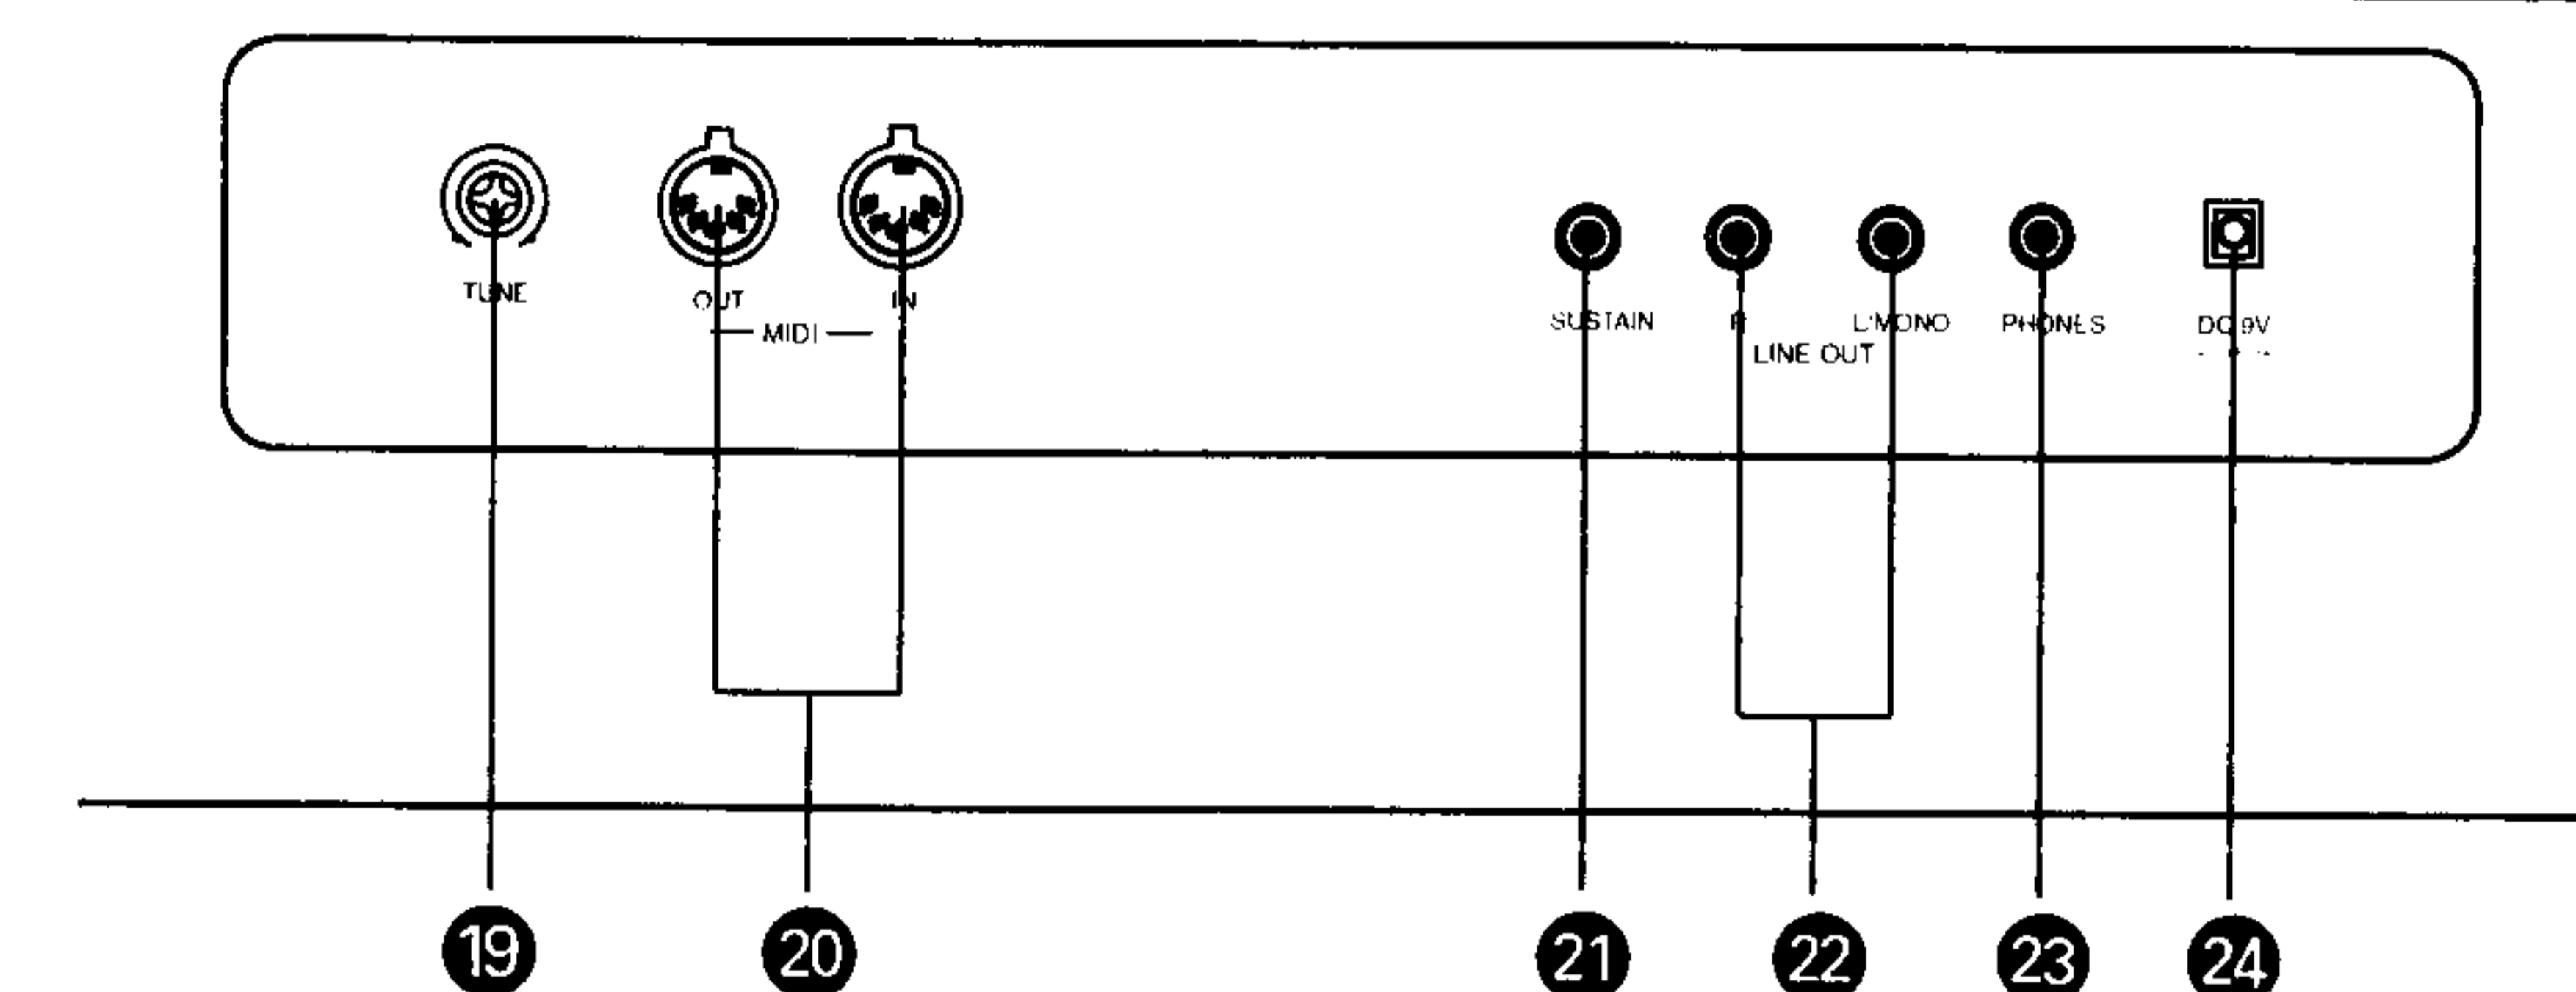 TUNE
OUT
IN
MIDI
SUSTAIN
R
L/MONO
PHONES
DC 9V
LINE OUT
19
20
21
22
23
24